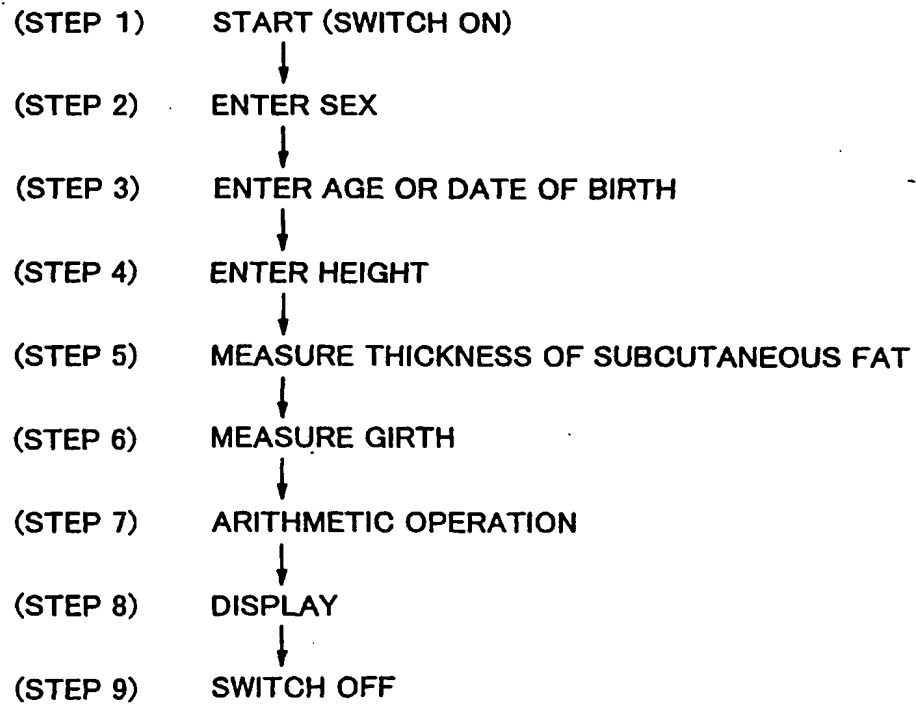 (STEP 1) START (SWITCH ON)
(STEP 2) ENTER SEX
(STEP 3) ENTER AGE OR DATE OF BIRTH
(STEP 4) ENTER HEIGHT
(STEP 5) MEASURE THICKNESS OF SUBCUTANEOUS FAT
(STEP 6) MEASURE GIRTH
(STEP 7) ARITHMETIC OPERATION
(STEP 8) DISPLAY
(STEP 9) SWITCH OFF